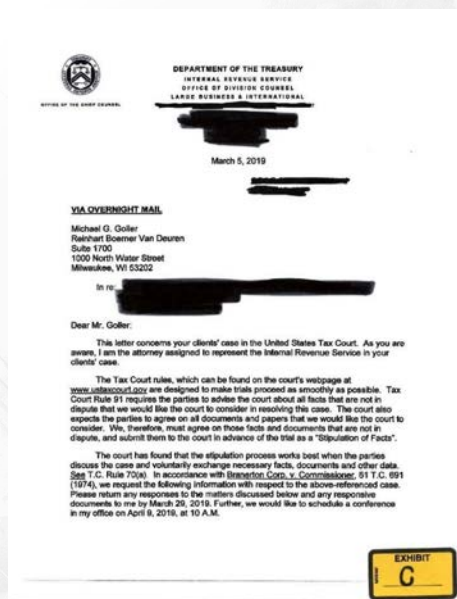 DEPARTMENT OF THE TREASURY
INTERNAL REVENUE SERVICE
OFFICE OF DIVISION COUNSEL
LARGE BUSINESS & INTERNATIONAL
OFFICE OF THE CHIEF COUNSEL
March 5, 2019
VIA OVERNIGHT MAIL
Michael G. Goller
Reinhart Boerner Van Deuren
Suite 1700
1000 North Water Street
Milwaukee, WI 53202
In re:
Dear Mr. Goller:
This letter concerns your clients' case in the United States Tax Court. As you are
aware, I am the attorney assigned to represent the Internal Revenue Service in your
clients' case.
The Tax Court rules, which can be found on the court's webpage at
www.ustaxcourt.gov are designed to make trials proceed as smoothly as possible. Tax
Court Rule 91 requires the parties to advise the court about all facts that are not in
dispute that we would like the court to consider in resolving this case. The court also
expects the parties to agree on all documents and papers that we would like the court to
consider. We, therefore, must agree on those facts and documents that are not in
dispute, and submit them to the court in advance of the trial as a "Stipulation of Facts".
The court has found that the stipulation process works best when the parties
discuss the case and voluntarily exchange necessary facts, documents and other data.
See T.C. Rule 70(a). In accordance with Branerton Corp. v. Commissioner, 61 T.C. 691
(1974), we request the following information with respect to the above-referenced case.
Please return any responses to the matters discussed below and any responsive
documents to me by March 29, 2019. Further, we would like to schedule a conference
in my office on April 9, 2019, at 10 A.M.
EXHIBIT
C